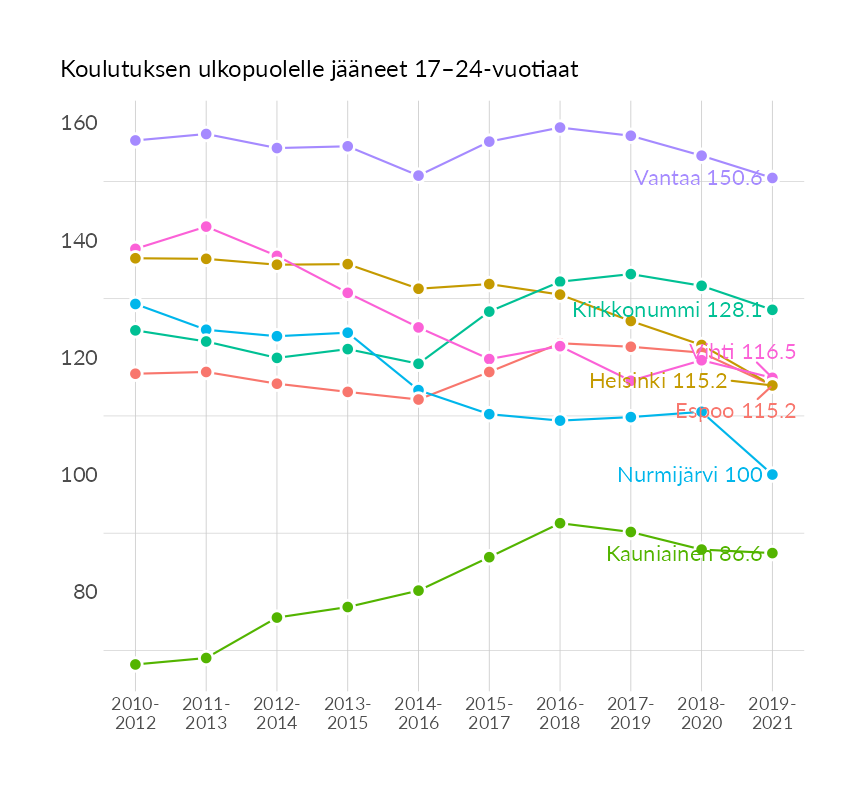 Koulutuksen ulkopuolelle jääneet 17–24-vuotiaat
160
140
120
100
80
Vantaa 150.6
Kirkkonummi 128.1
Vihti 116.5
Helsinki 115.2
Espoo 115.2
Nurmijärvi 100
Kauniainen 86.6
2010- 2011- 2012- 2013- 2014- 2015- 2016- 2017- 2018- 2019-
2012 2013 2014 2015 2016 2017 2018 2019 2020 2021